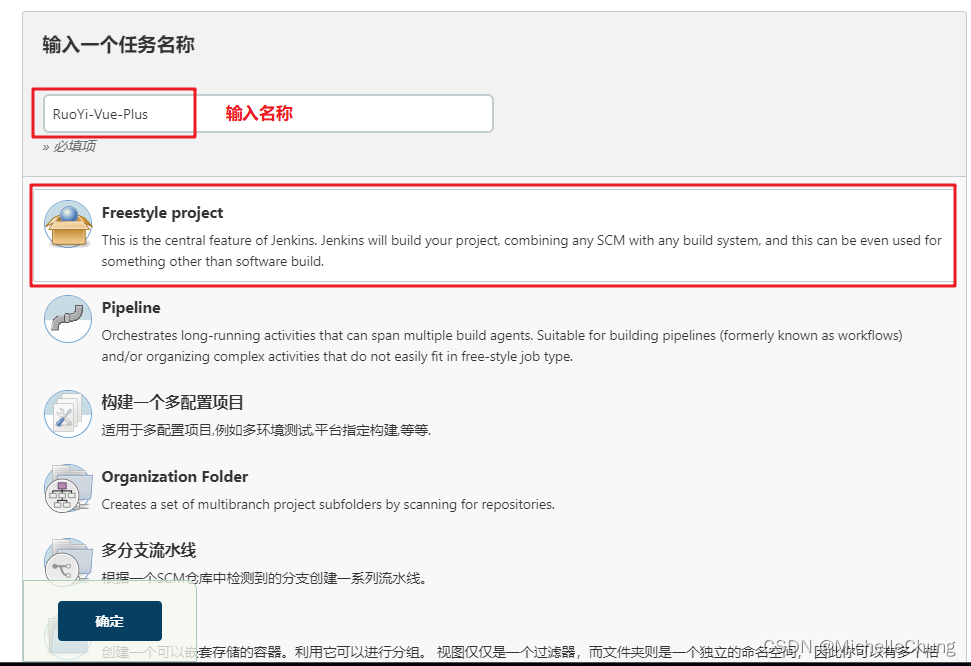 输入一个任务名称
RuoYi-Vue-Plus
输入名称
» 必填项
Freestyle project
This is the central feature of Jenkins. Jenkins will build your project, combining any SCM with any build system, and this can be even used for
something other than software build.
Pipeline
Orchestrates long-running activities that can span multiple build agents. Suitable for building pipelines (formerly known as workflows)
and/or organizing complex activities that do not easily fit in free-style job type.
构建一个多配置项目
适用于多配置项目,例如多环境测试,平台指定构建,等等.
Organization Folder
Creates a set of multibranch project subfolders by scanning for repositories.
多分支流水线
根据一个SCM仓库中检测到的分支创建一系列流水线。
确定
创建一个可以嵌套存储的容器。利用它可以进行分组。 视图仅仅是一个过滤器，而文件夹则是一个独立的命名空间，因此你可以有多个相
CSDN @MichelleChung